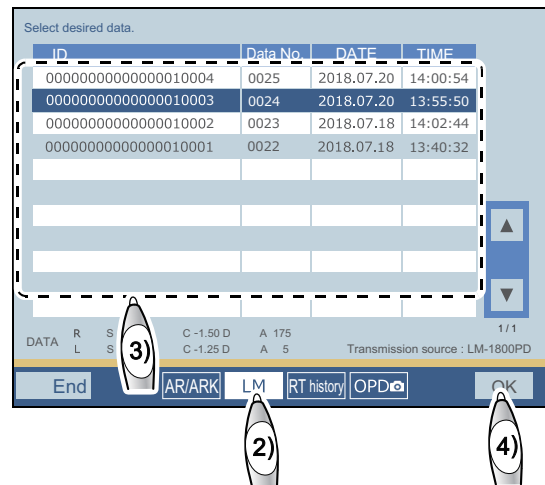 Select desired data.
ID Data No. DATE TIME
00000000000000010004 0025 2018.07.20 14:00:54
00000000000000010003 0024 2018.07.20 13:55:50
00000000000000010002 0023 2018.07.18 14:02:44
00000000000000010001 0022 2018.07.18 13:40:32
1/1
DATA R S C -1.50 D A 175
L S C -1.25 D A 5 Transmission source : LM-1800PD
3)
End AR/ARK LM RT history OPD OK
2) 4)